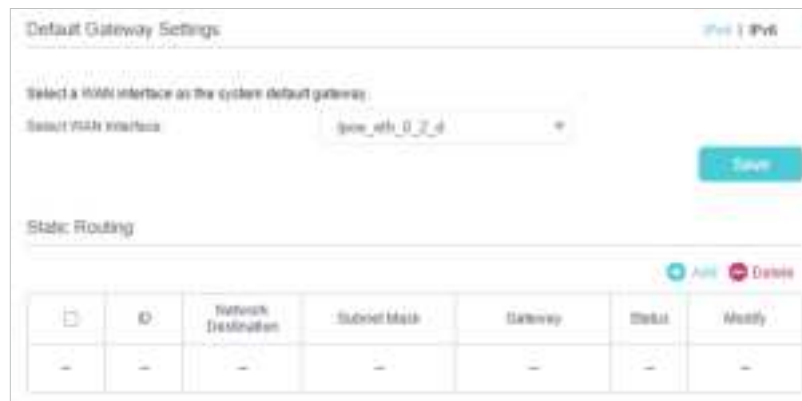 Default Gateway Settings
IPv4 | IPv6
Select a WAN interface as the system default gateway.
Select WAN Interface
ipoe_eth_0_2_d
Save
Static Routing
Add Delete
ID Network Destination Subnet Mask Gateway Status Modify
-- -- -- -- -- -- --